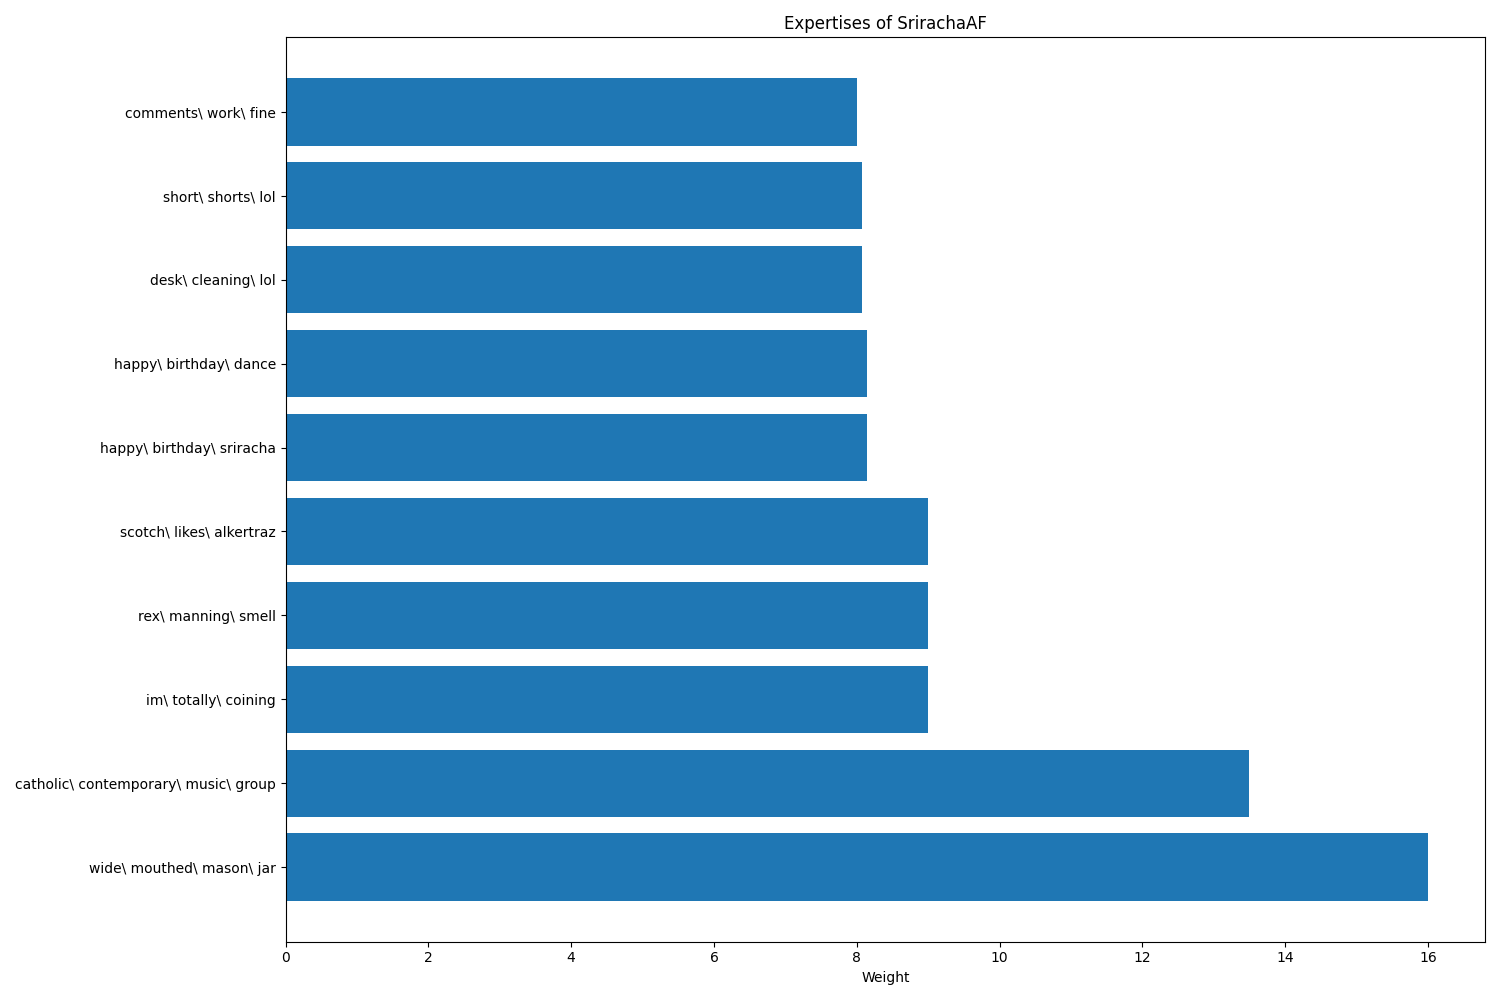 Expertises of SrirachaAF
comments\ work\ fine
short\ shorts\ lol
desk\ cleaning\ lol
happy\ birthday\ dance
happy\ birthday\ sriracha
scotch\ likes\ alkertraz
rex\ manning\ smell
im\ totally\ coining
catholic\ contemporary\ music\ group
wide\ mouthed\ mason\ jar
0 2 4 6 8 10 12 14 16
Weight